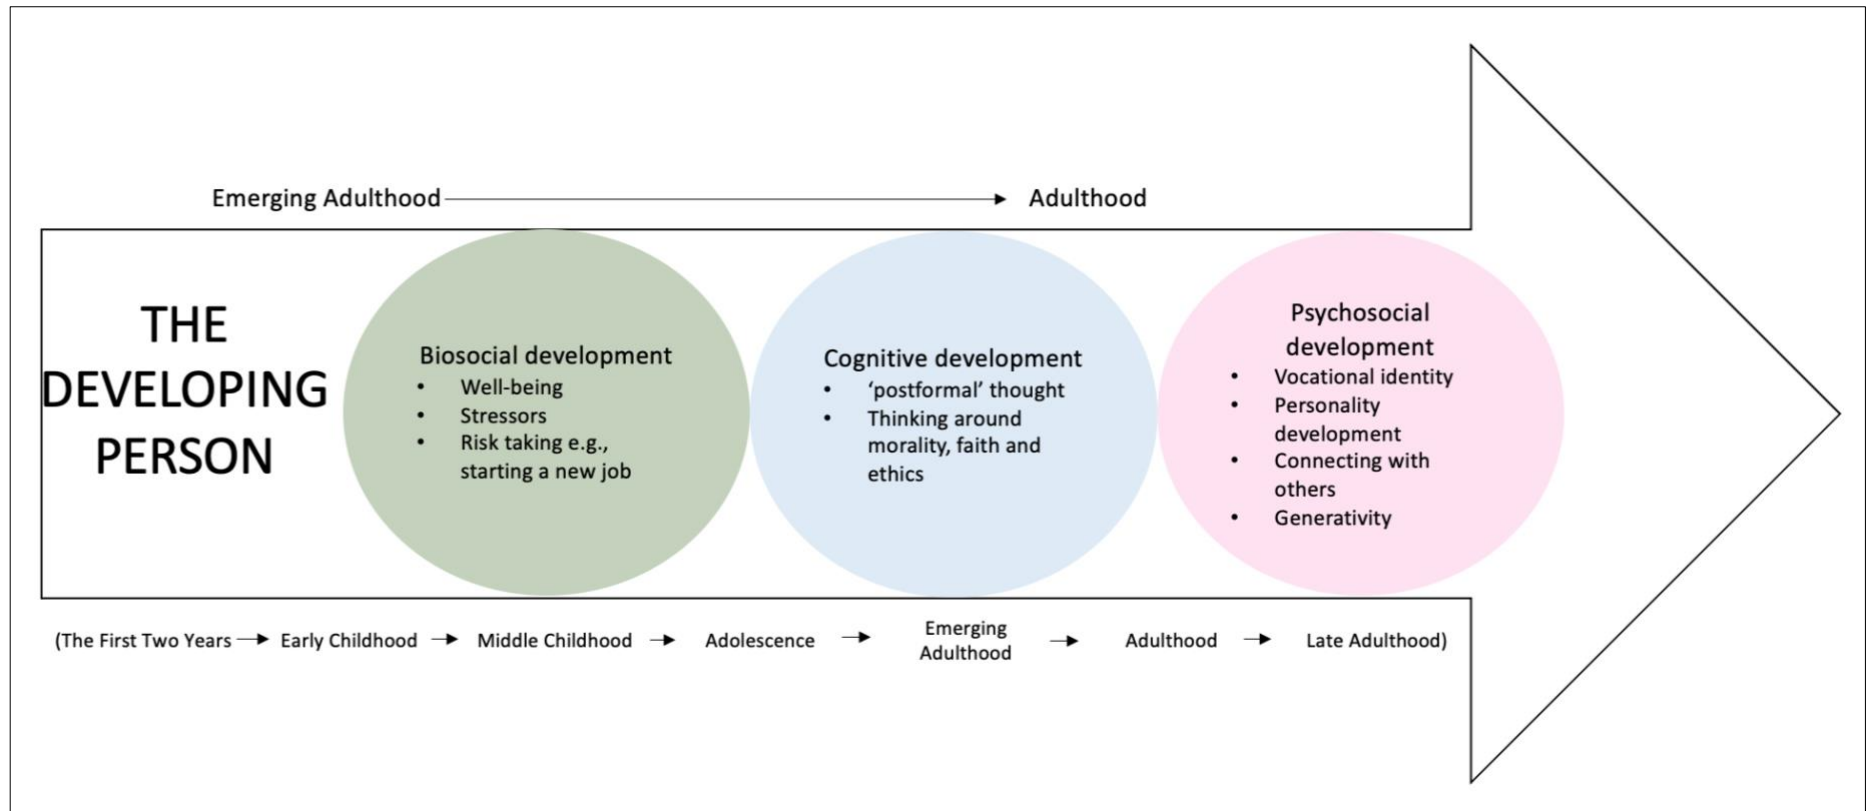 Emerging Adulthood
Adulthood
THE
DEVELOPING
PERSON
Biosocial development
• Well-being
• Stressors
• Risk taking e.g.,
starting a new job
Cognitive development
• ‘postformal’ thought
• Thinking around
morality, faith and
ethics
Psychosocial
development
• Vocational identity
• Personality
development
• Connecting with
others
• Generativity
(The First Two Years
Early Childhood
Middle Childhood
Adolescence
Emerging
Adulthood
Adulthood
Late Adulthood)